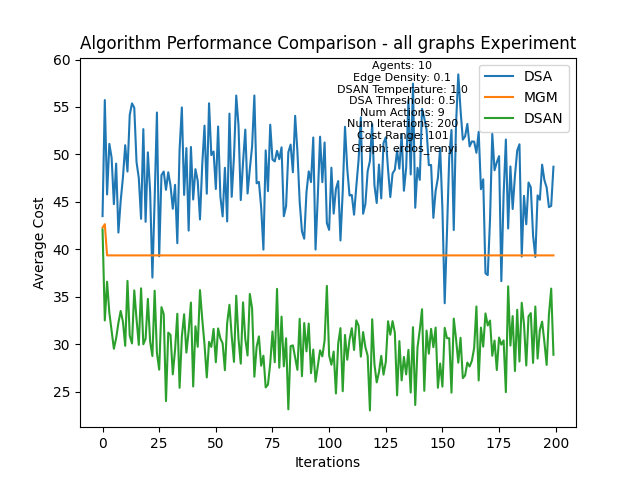 Algorithm Performance Comparison - all graphs Experiment
Agents: 10
Edge Density: 0.1
DSAN Temperature: 1.0
DSA Threshold: 0.5
Num Actions: 9
Num Iterations: 200
Cost Range: 101
Graph: erdos_renyi
DSA
MGM
DSAN
60
55
50
45
40
35
30
25
Average Cost
0 25 50 75 100 125 150 175 200
Iterations